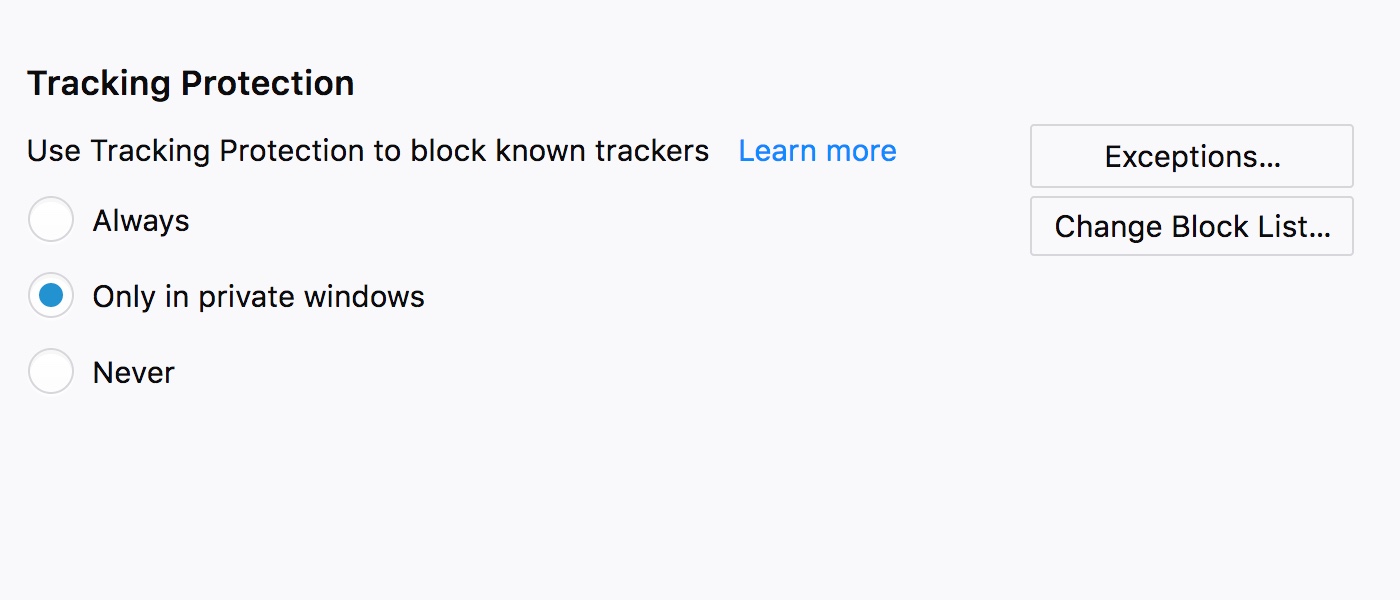 Tracking Protection
Use Tracking Protection to block known trackers Learn more
Exceptions...
Change Block List...
Always
Only in private windows
Never